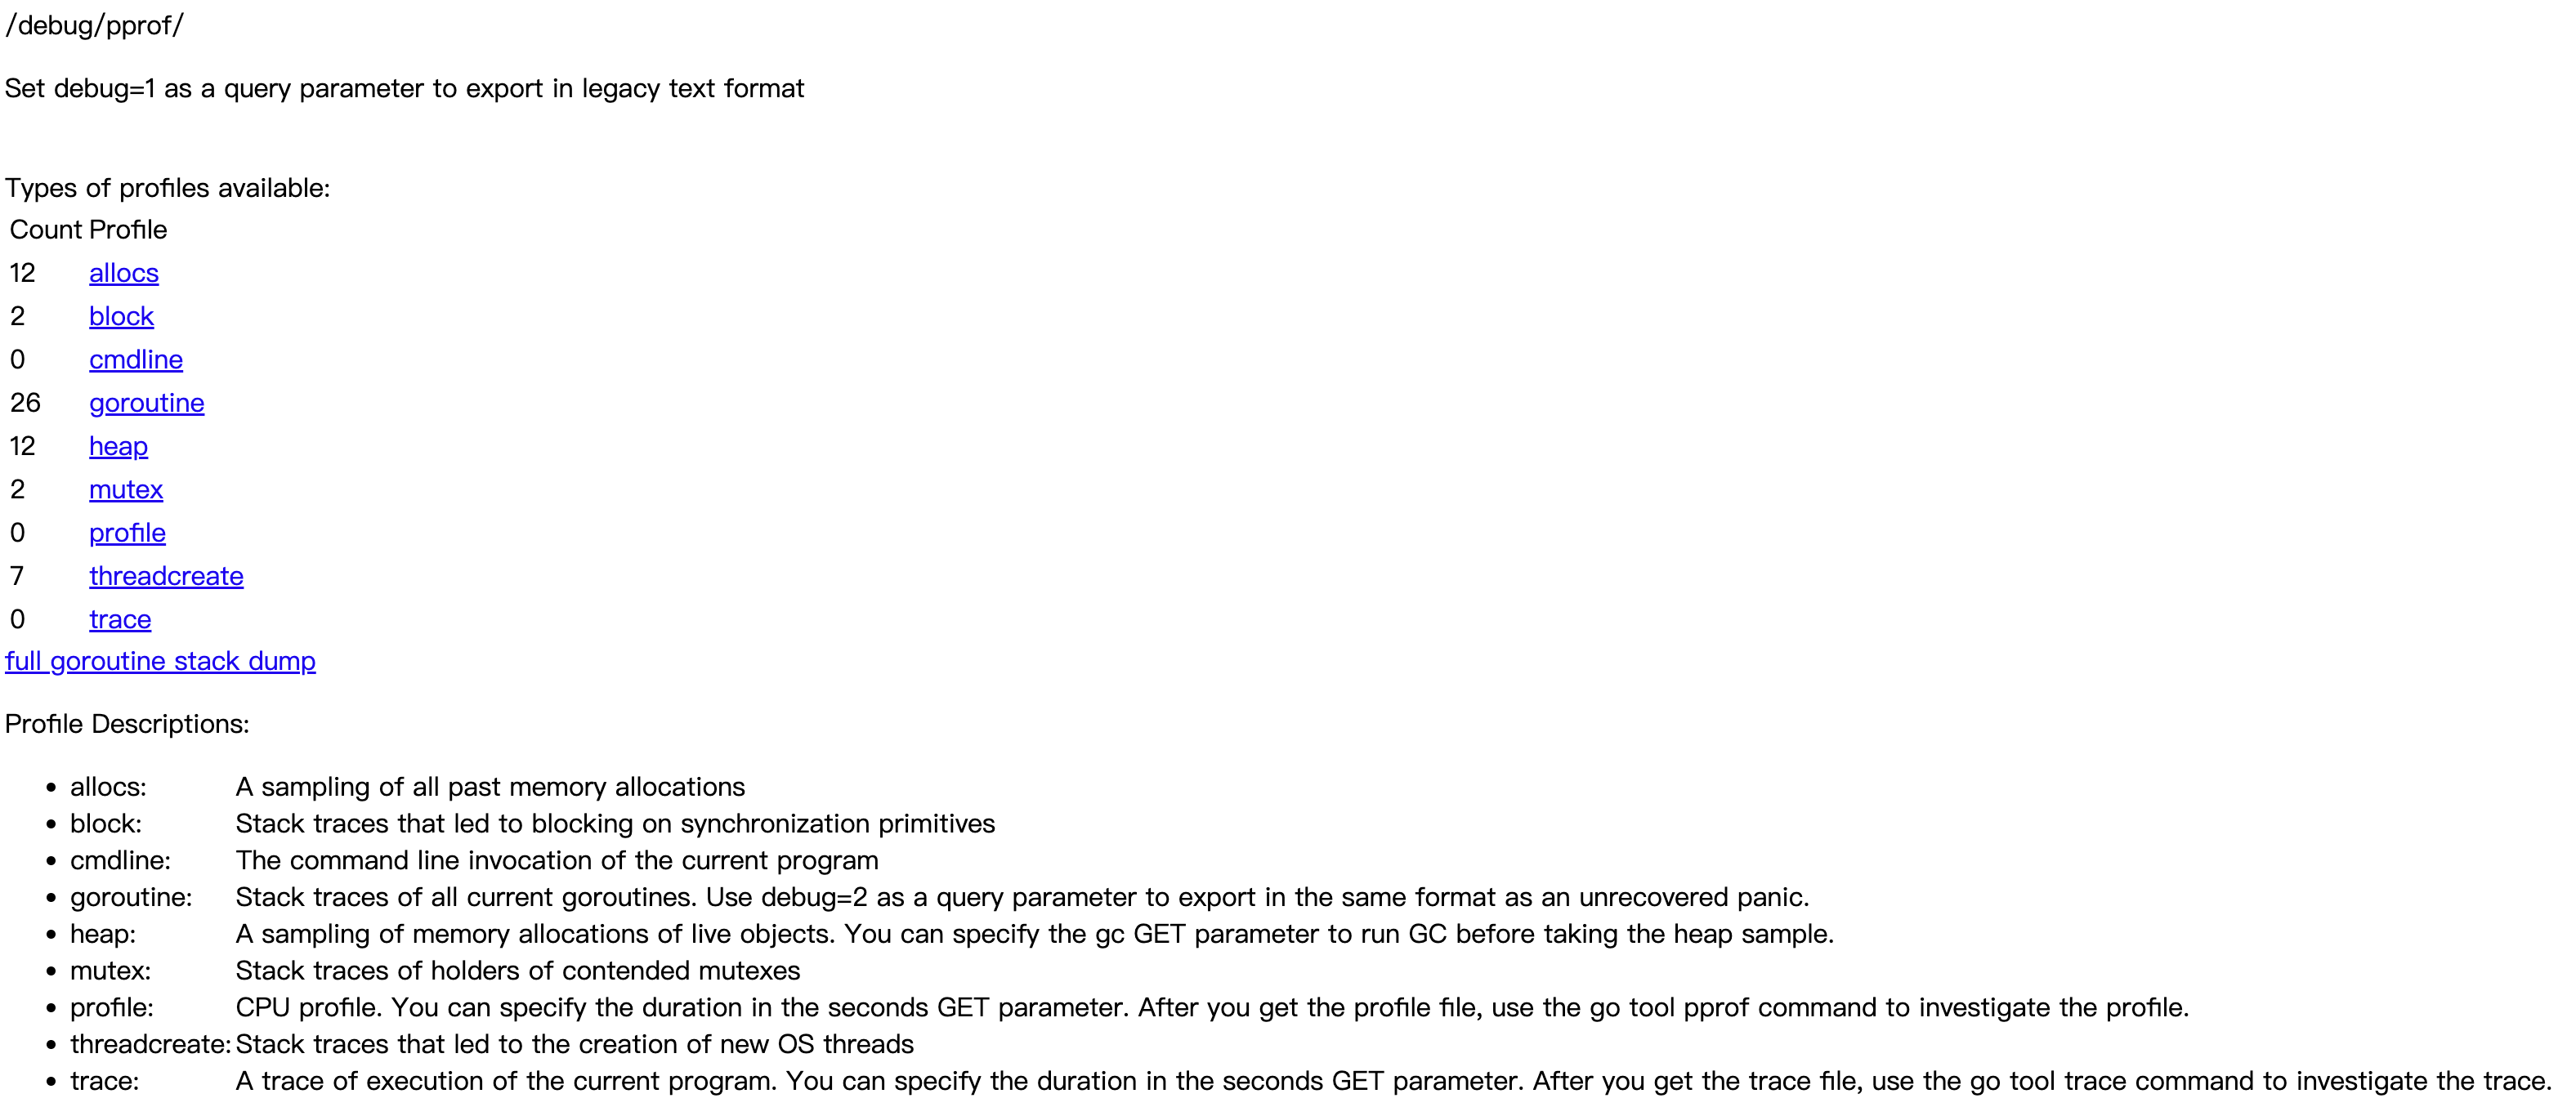 /debug/pprof/
Set debug=1 as a query parameter to export in legacy text format
Types of profiles available:
Count Profile
12 allocs
2 block
0 cmdline
26 goroutine
12 heap
2 mutex
0 profile
7 threadcreate
0 trace
full goroutine stack dump
Profile Descriptions:
• allocs: A sampling of all past memory allocations
• block: Stack traces that led to blocking on synchronization primitives
• cmdline: The command line invocation of the current program
• goroutine: Stack traces of all current goroutines. Use debug=2 as a query parameter to export in the same format as an unrecovered panic.
• heap: A sampling of memory allocations of live objects. You can specify the gc GET parameter to run GC before taking the heap sample.
• mutex: Stack traces of holders of contended mutexes
• profile: CPU profile. You can specify the duration in the seconds GET parameter. After you get the profile file, use the go tool pprof command to investigate the profile.
• threadcreate: Stack traces that led to the creation of new OS threads
• trace: A trace of execution of the current program. You can specify the duration in the seconds GET parameter. After you get the trace file, use the go tool trace command to investigate the trace.